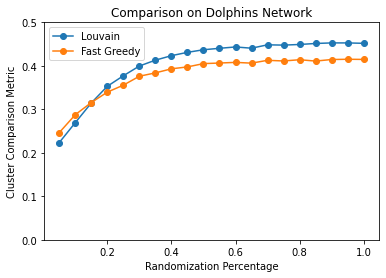 Comparison on Dolphins Network
Louvain
Fast Greedy
Cluster Comparison Metric
0.5
0.4
0.3
0.2
0.1
0.0
0.2 0.4 0.6 0.8 1.0
Randomization Percentage